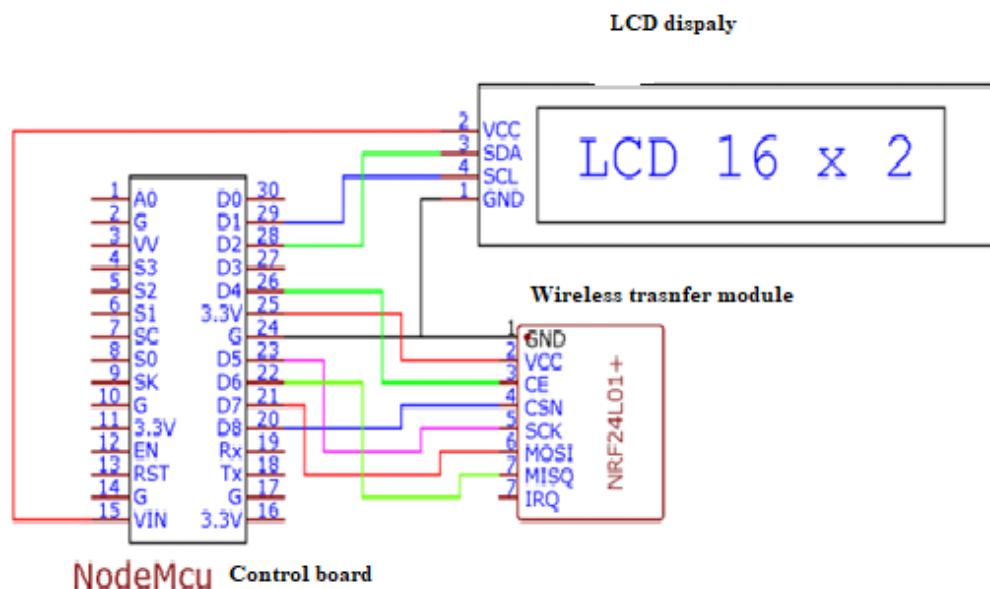 LCD dispaly
LCD 16 x 2
2 VCC
3 SDA
4 SCL
1 GND
1 A0
2 G
3 VV
4 S3
5 S2
6 S1
7 SC
8 S0
9 SK
10 G
11 3.3V
12 EN
13 RST
14 G
15 VIN
D0 30
D1 29
D2 28
D3 27
D4 26
3.3V 25
G 24
D5 23
D6 22
D7 21
D8 20
Rx 19
Tx 18
G 17
3.3V 16
Wireless trasnfer module
1 GND
2 VCC
3 CE
4 CSN
5 SCK
6 MOSI
7 MISQ
7 IRQ
NRF24L01+
NodeMcu
Control board